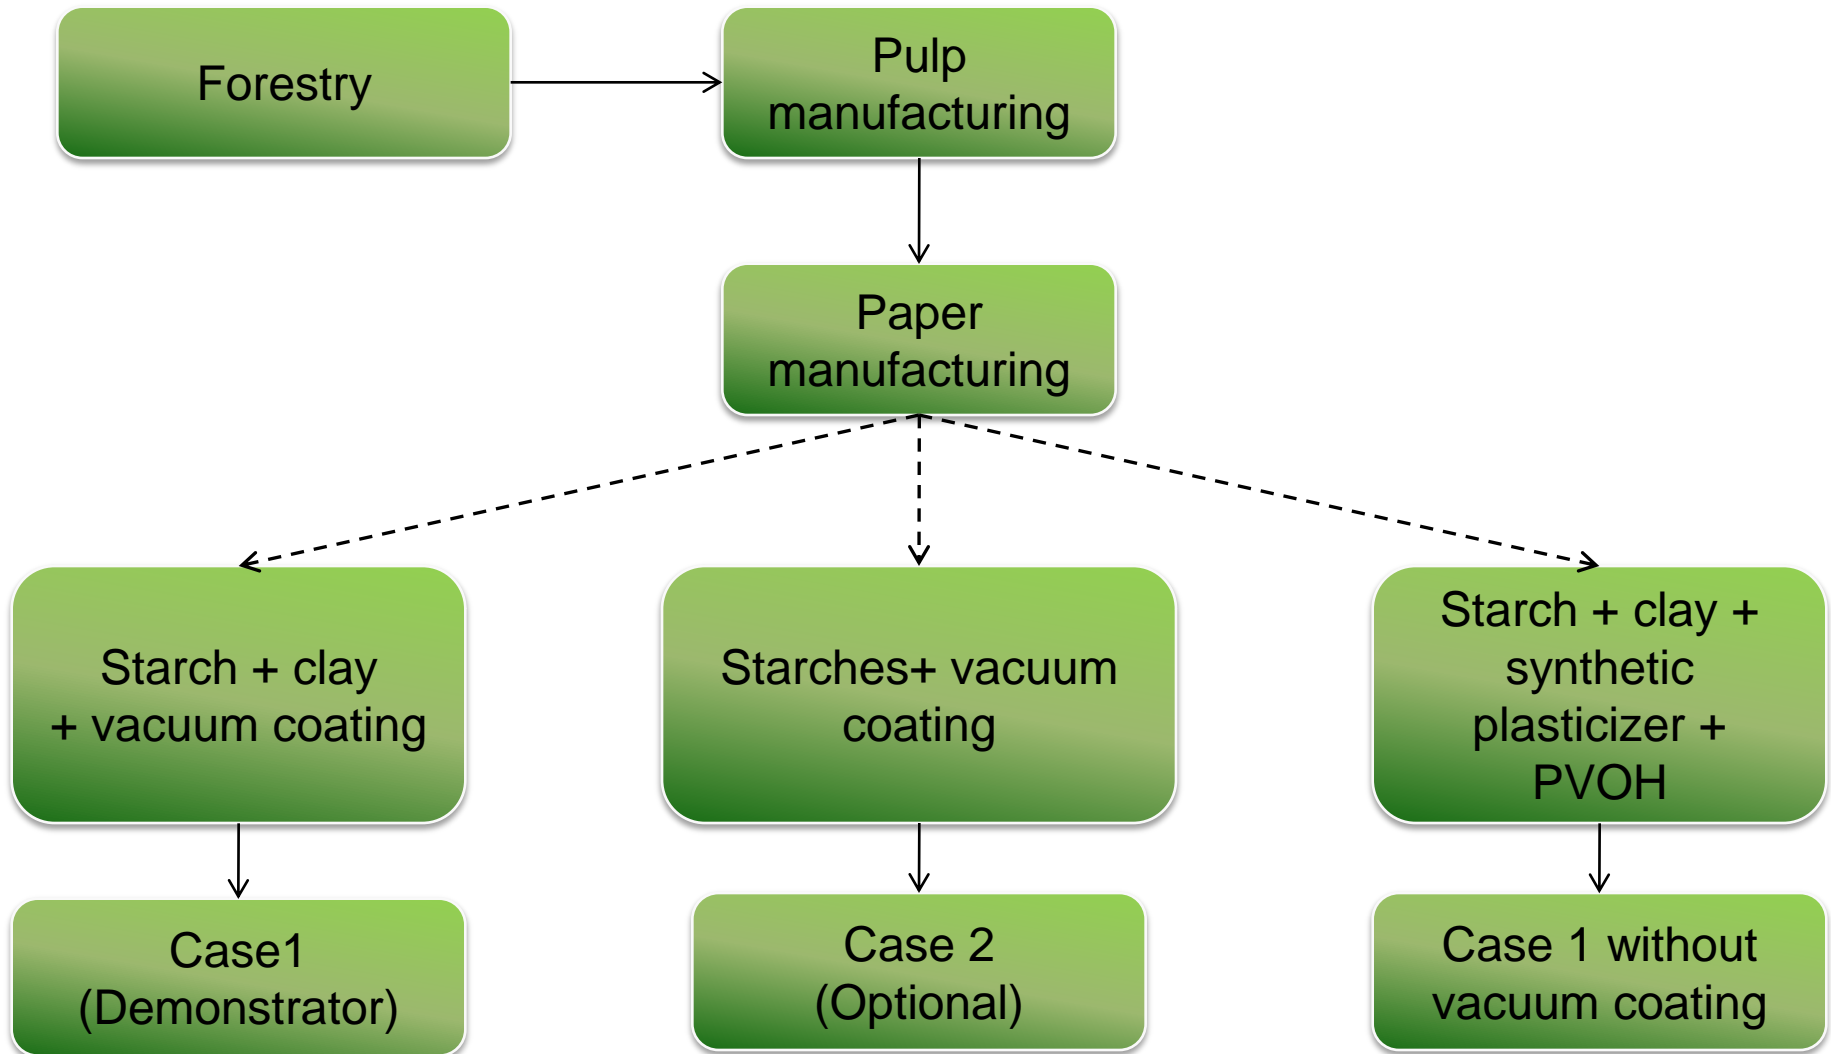 Forestry
Pulp
manufacturing
Paper
manufacturing
Starch + clay
+ vacuum coating
Starches+ vacuum
coating
Starch + clay +
synthetic
plasticizer +
PVOH
Case1
(Demonstrator)
Case 2
(Optional)
Case 1 without
vacuum coating